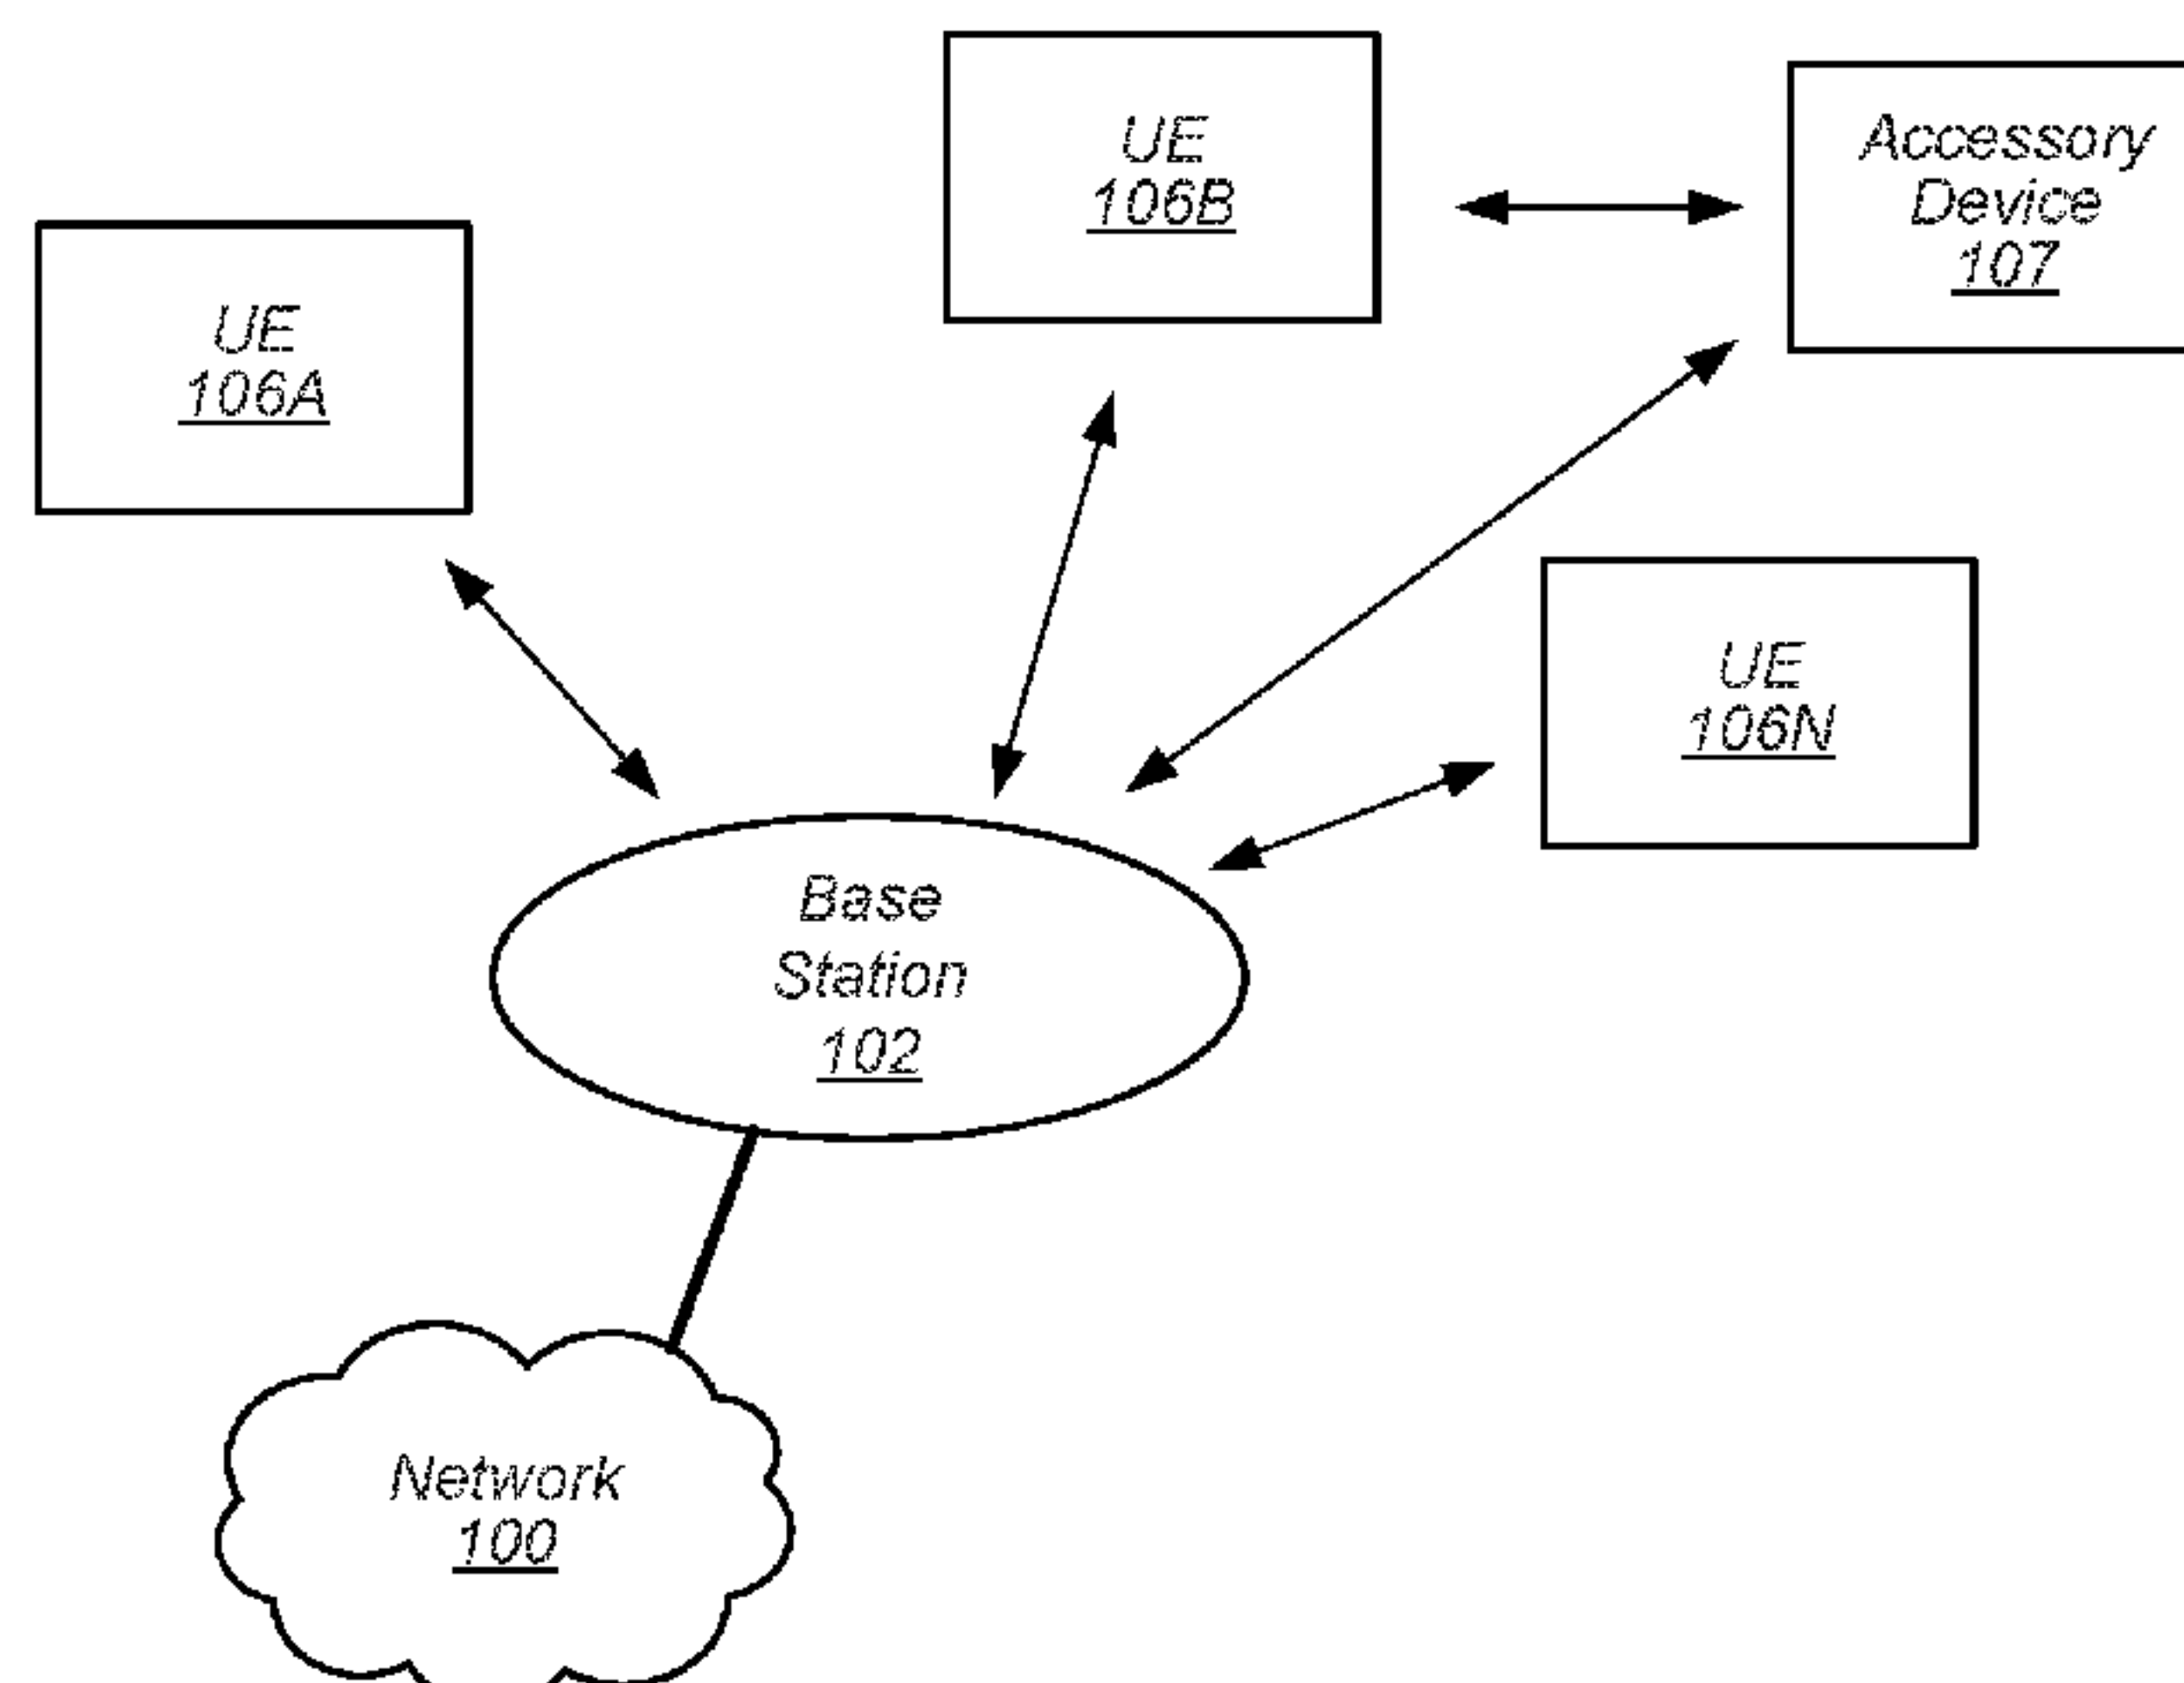 UE
106B
Accessory
Device
107
UE
106A
UE
106N
Base
Station
102
Network
100